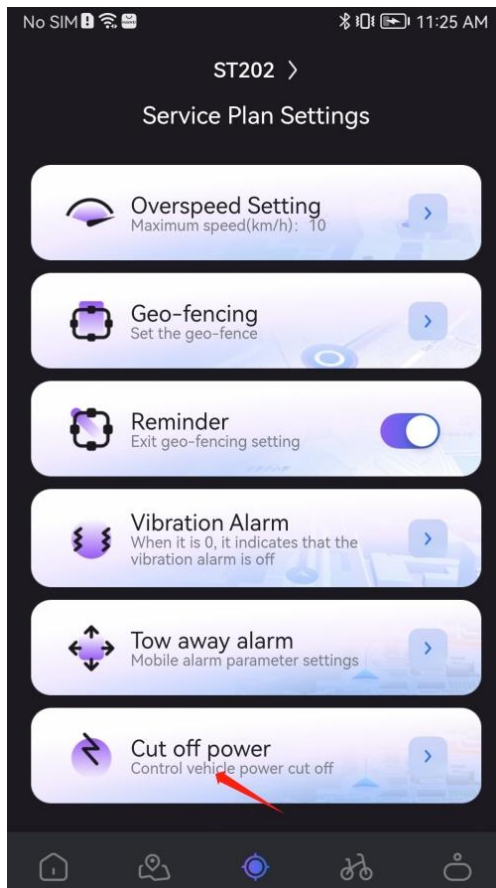 No SIM 11:25 AM
ST202 >
Service Plan Settings
Overspeed Setting
Maximum speed(km/h): 10
Geo-fencing
Set the geo-fence
Reminder
Exit geo-fencing setting
Vibration Alarm
When it is 0, it indicates that the
vibration alarm is off
Tow away alarm
Mobile alarm parameter settings
Cut off power
Control vehicle power cut off